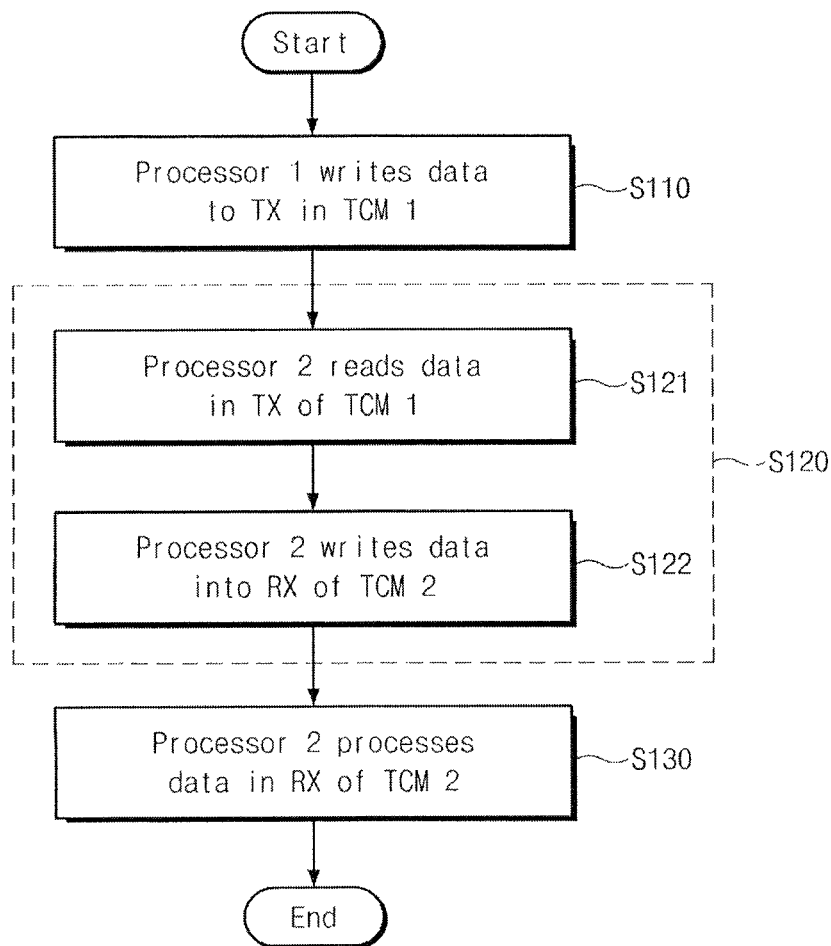 Start
Processor 1 writes data
to TX in TCM 1
S110
Processor 2 reads data
in TX of TCM 1
S121
S120
Processor 2 writes data
into RX of TCM 2
S122
Processor 2 processes
data in RX of TCM 2
S130
End